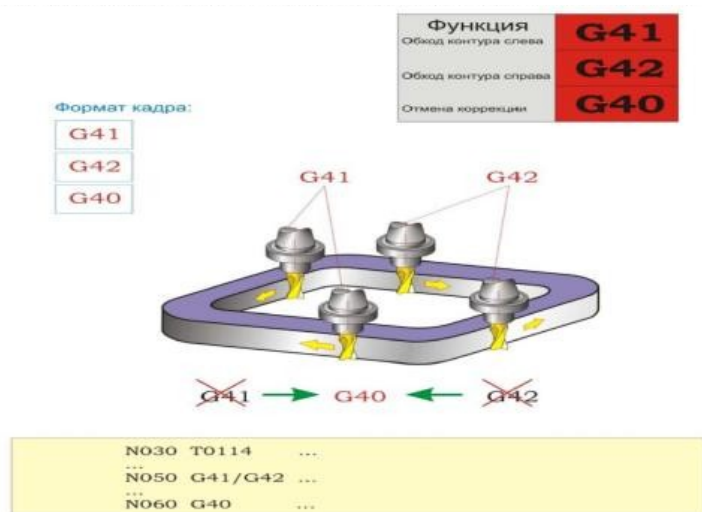 Функция
Обход контура слева G41
Обход контура справа G42
Отмена коррекции G40
Формат кадра:
G41
G42
G40
G41 G42
G41 G40 G42
N030 T0114 ...
...
N050 G41/G42 ...
...
N060 G40 ...